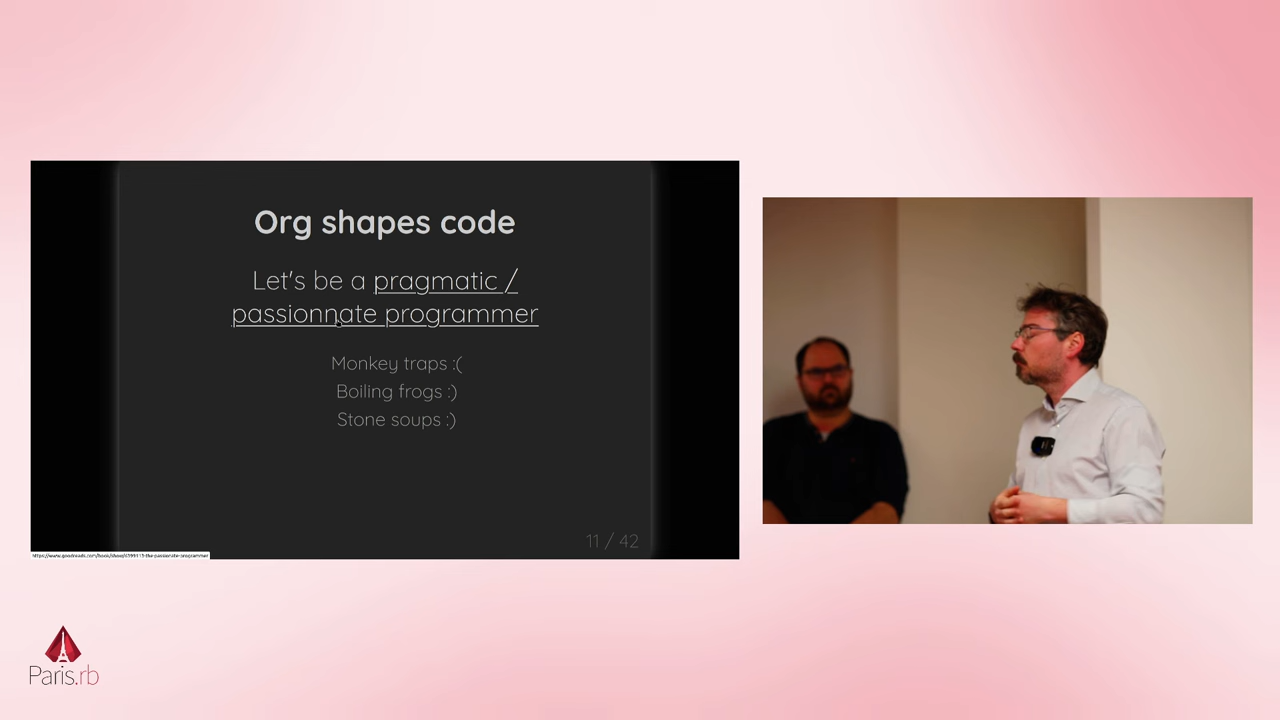 Org shapes code
Let's be a pragmatic /
passionnate programmer
Monkey traps :(
Boiling frogs :)
Stone soups :)
11 / 42
Paris.rb